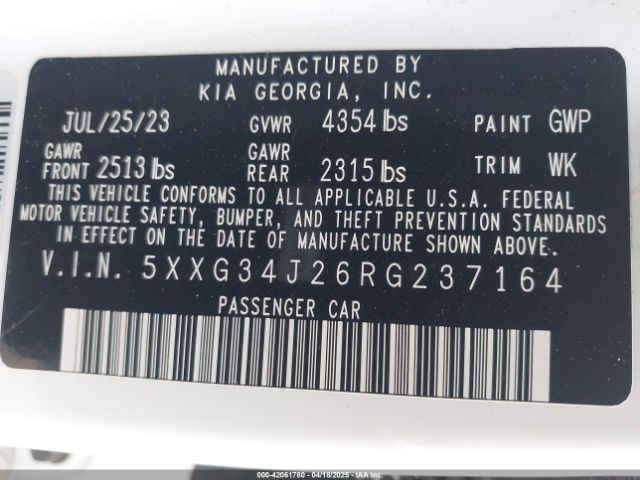 MANUFACTURED BY
KIA GEORGIA, INC.
JUL/25/23 GVWR 4354 lbs PAINT GWP
GAWR FRONT 2513 lbs GAWR REAR 2315 lbs TRIM WK
THIS VEHICLE CONFORMS TO ALL APPLICABLE U.S.A. FEDERAL
MOTOR VEHICLE SAFETY, BUMPER, AND THEFT PREVENTION STANDARDS
IN EFFECT ON THE DATE OF MANUFACTURE SHOWN ABOVE.
V.I.N. 5XXG34J26RG237164
PASSENGER CAR
000-42061780 - 04/18/2025 - IAA Inc.